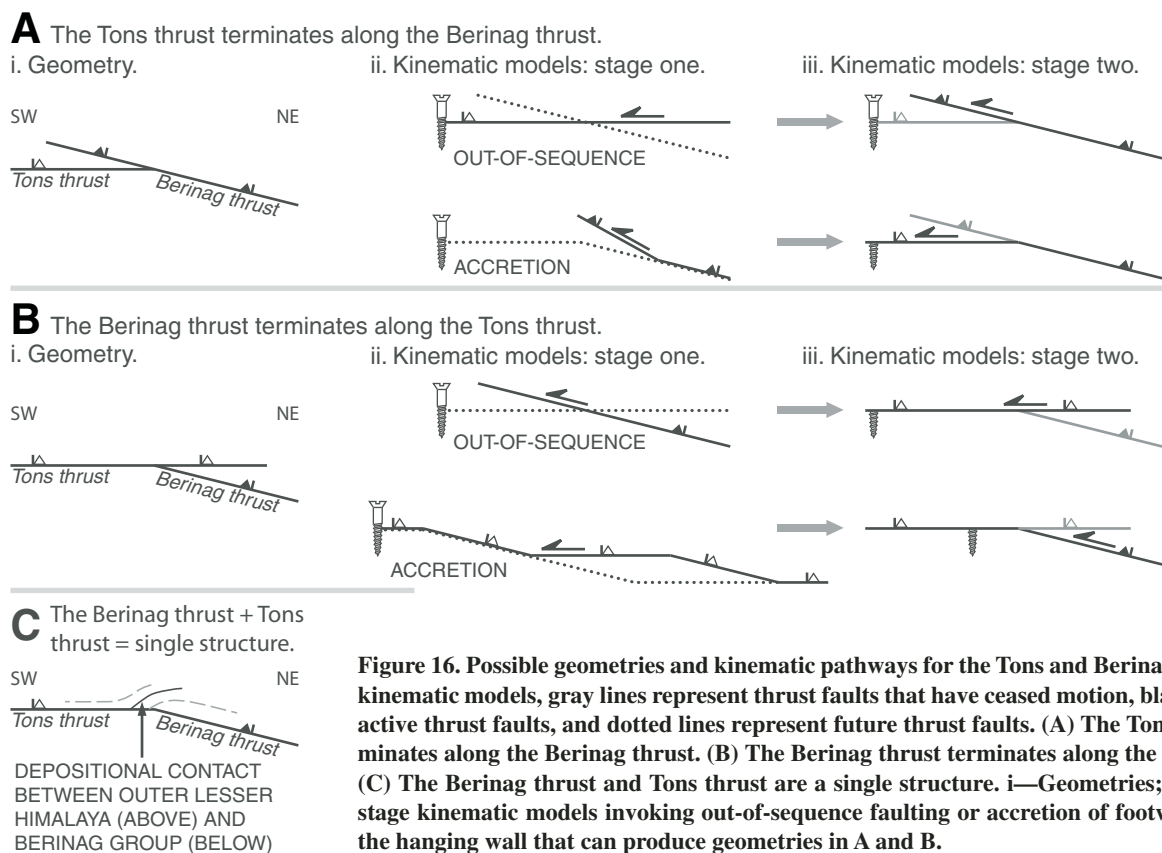 A The Tons thrust terminates along the Berinag thrust.
i. Geometry.
ii. Kinematic models: stage one.
iii. Kinematic models: stage two.
SW
NE
Tons thrust
Berinag thrust
OUT-OF-SEQUENCE
ACCRETION
B The Berinag thrust terminates along the Tons thrust.
i. Geometry.
ii. Kinematic models: stage one.
iii. Kinematic models: stage two.
SW
NE
Tons thrust
Berinag thrust
OUT-OF-SEQUENCE
ACCRETION
C The Berinag thrust + Tons
thrust = single structure.
SW
NE
Tons thrust
Berinag thrust
DEPOSITIONAL CONTACT
BETWEEN OUTER LESSER
HIMALAYA (ABOVE) AND
BERINAG GROUP (BELOW)
Figure 16. Possible geometries and kinematic pathways for the Tons and Berina
kinematic models, gray lines represent thrust faults that have ceased motion, bla
active thrust faults, and dotted lines represent future thrust faults. (A) The Ton
minates along the Berinag thrust. (B) The Berinag thrust terminates along the
(C) The Berinag thrust and Tons thrust are a single structure. i—Geometries;
stage kinematic models invoking out-of-sequence faulting or accretion of footw
the hanging wall that can produce geometries in A and B.